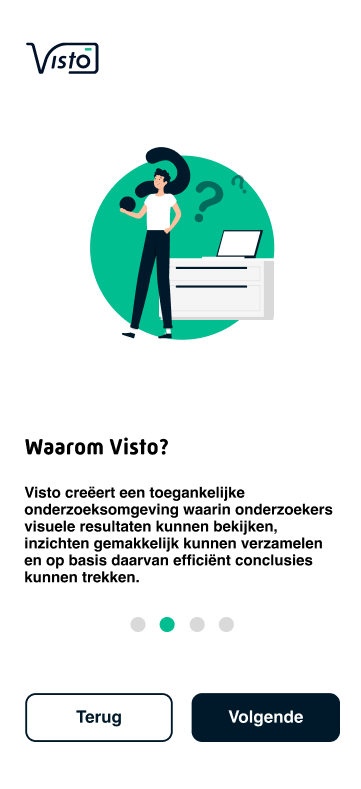 Visto
Waarom Visto?
Visto creëert een toegankelijke
onderzoeksomgeving waarin onderzoekers
visuele resultaten kunnen bekijken,
inzichten gemakkelijk kunnen verzamelen
en op basis daarvan efficiënt conclusies
kunnen trekken.
Terug Volgende